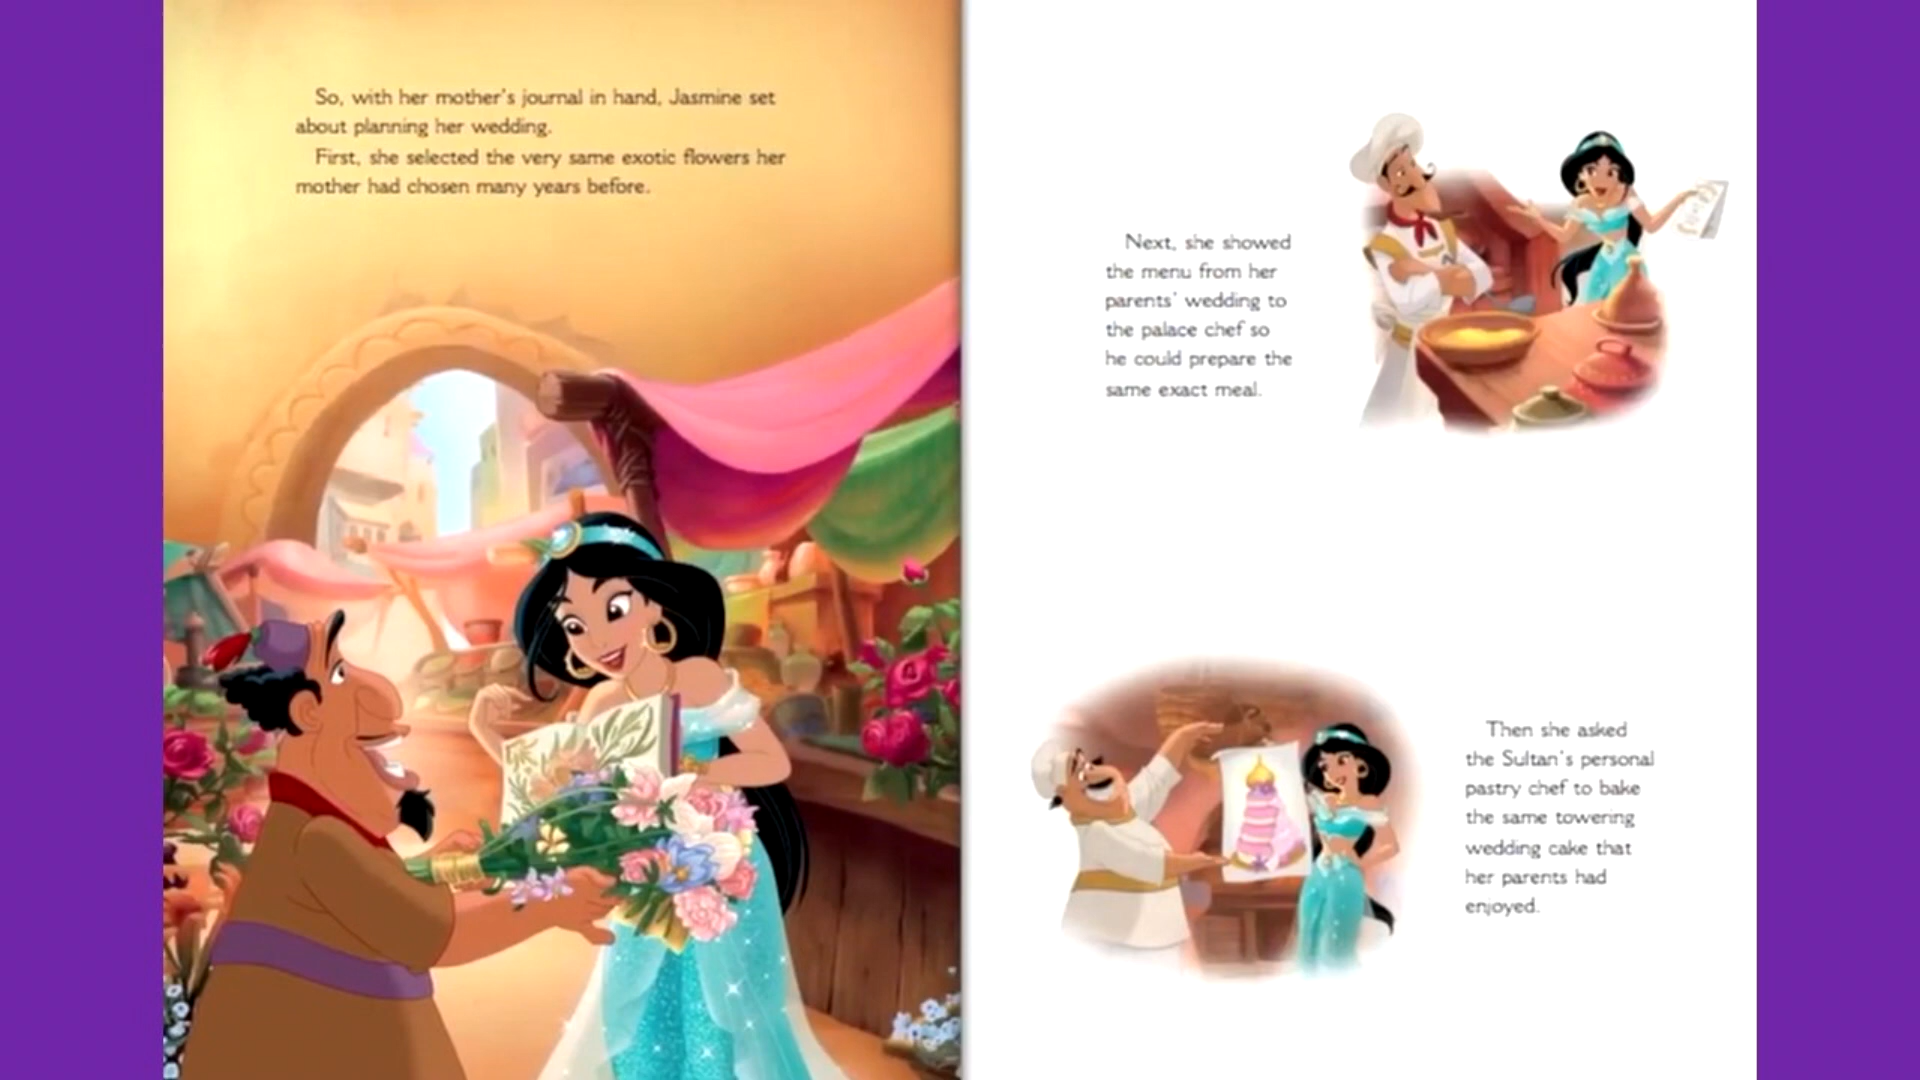 So, with her mother's journal in hand, Jasmine set
about planning her wedding.
First, she selected the very same exotic flowers her
mother had chosen many years before.
Next, she showed
the menu from her
parents' wedding to
the palace chef so
he could prepare the
same exact meal.
Then she asked
the Sultan's personal
pastry chef to bake
the same towering
wedding cake that
her parents had
enjoyed.